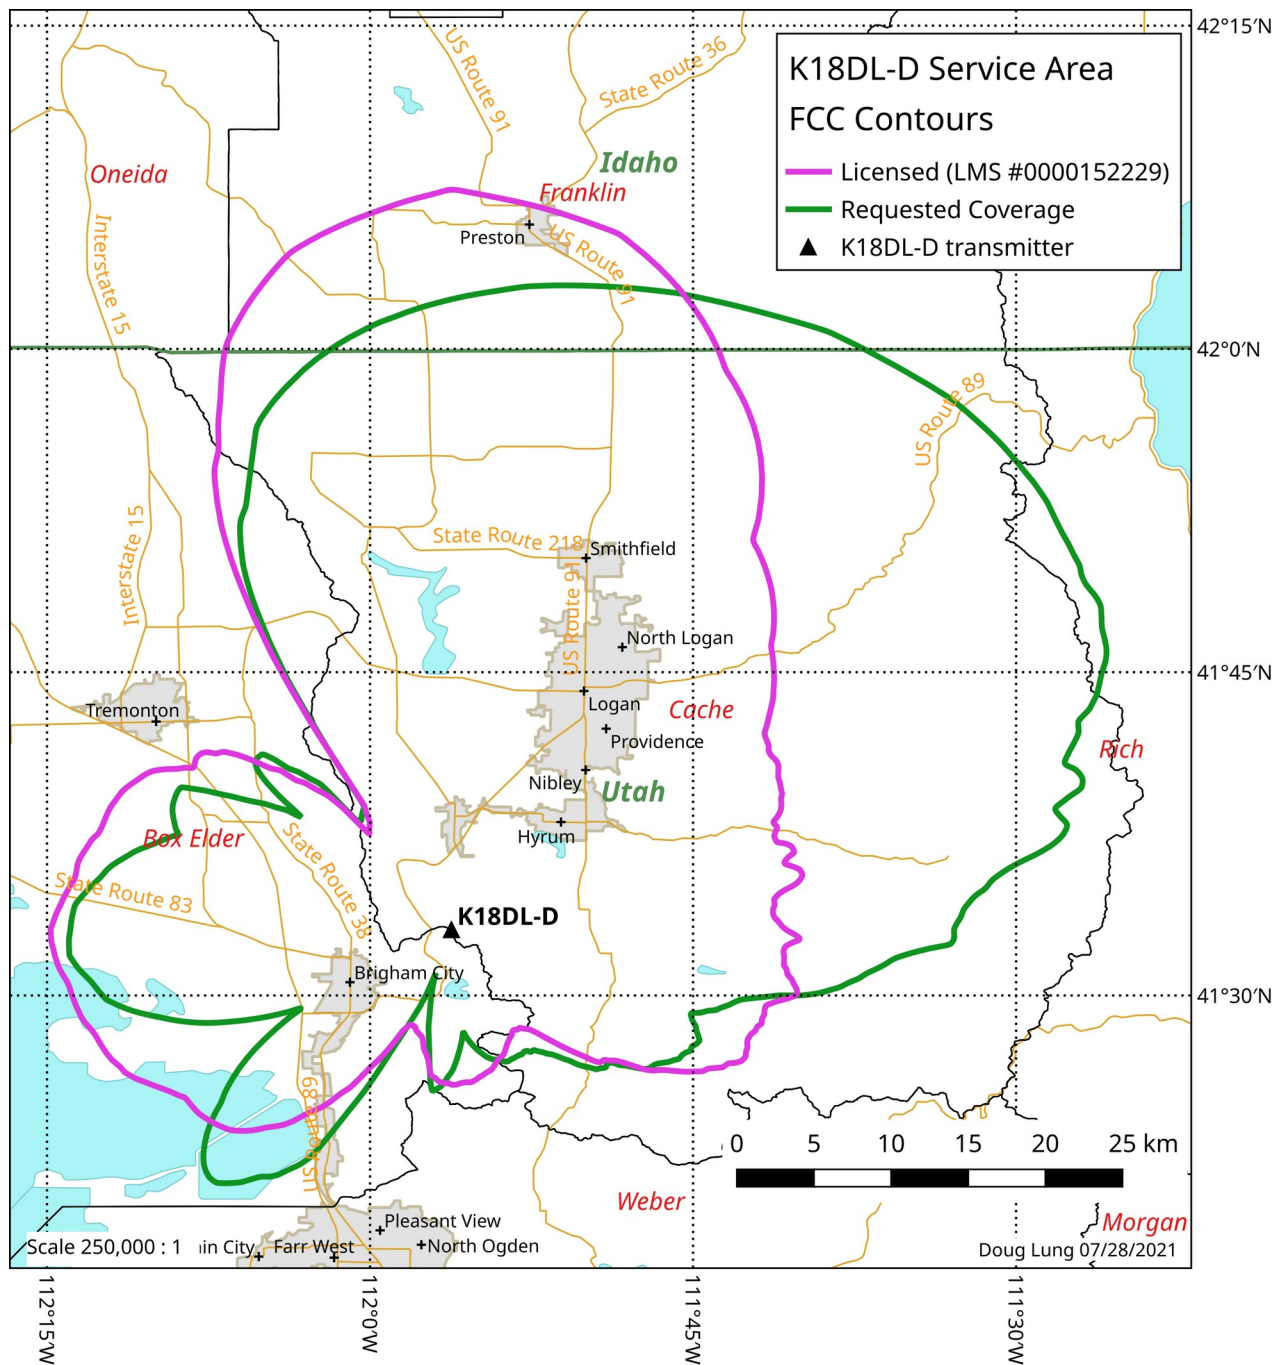 42°15′N
K18DL-D Service Area
FCC Contours
Licensed (LMS #0000152229)
Requested Coverage
K18DL-D transmitter
US Route 91
State Route 36
Idaho
Oneida
Franklin
Preston
US Route 91
Interstate 15
42°0′N
US Route 89
Interstate 15
State Route 218
Smithfield
US Route 91
North Logan
41°45′N
Tremonton
Logan
Cache
Providence
Rich
Nibley
Utah
Hyrum
Box Elder
State Route 38
State Route 83
K18DL-D
Brigham City
41°30′N
US Route 89
0 5 10 15 20 25 km
Weber
Pleasant View
Morgan
Scale 250,000 : 1
in City
Farr West
North Ogden
Doug Lung 07/28/2021
112°15′W
112°0′W
111°45′W
111°30′W